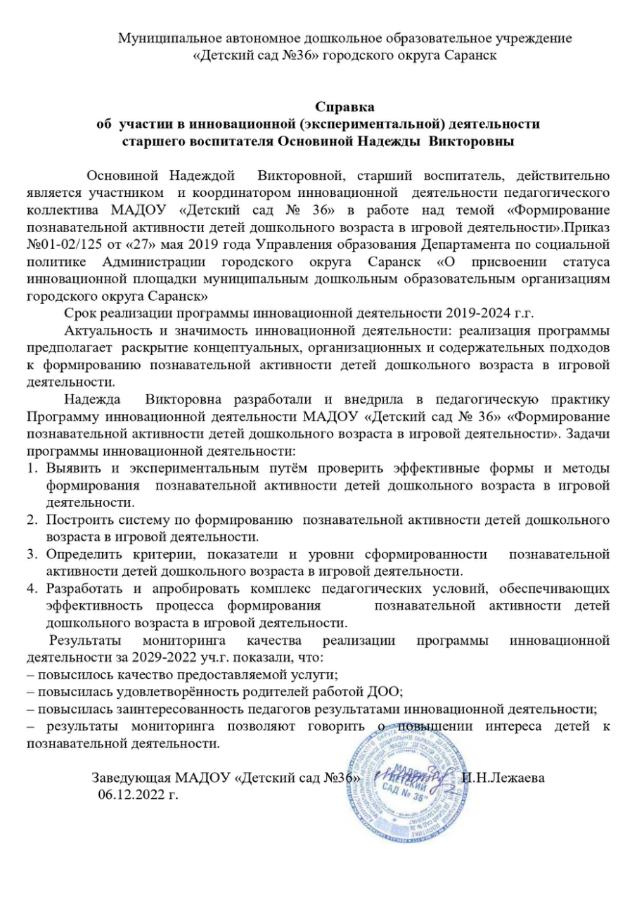 Муниципальное автономное дошкольное образовательное учреждение
«Детский сад №36» городского округа Саранск
Справка
об участии в инновационной (экспериментальной) деятельности
старшего воспитателя Основиной Надежды Викторовны
Основиной Надеждой Викторовной, старший воспитатель, действительно
является участником и координатором инновационной деятельности педагогического
коллектива МАДОУ «Детский сад № 36» в работе над темой «Формирование
познавательной активности детей дошкольного возраста в игровой деятельности».Приказ
№01-02/125 от «27» мая 2019 года Управления образования Департамента по социальной
политике Администрации городского округа Саранск «О присвоении статуса
инновационной площадки муниципальным дошкольным образовательным организациям
городского округа Саранск»
Срок реализации программы инновационной деятельности 2019-2024 г.г.
Актуальность и значимость инновационной деятельности: реализация программы
предполагает раскрытие концептуальных, организационных и содержательных подходов
к формированию познавательной активности детей дошкольного возраста в игровой
деятельности.
Надежда Викторовна разработали и внедрила в педагогическую практику
Программу инновационной деятельности МАДОУ «Детский сад № 36» «Формирование
познавательной активности детей дошкольного возраста в игровой деятельности». Задачи
программы инновационной деятельности:
1. Выявить и экспериментальным путём проверить эффективные формы и методы
формирования познавательной активности детей дошкольного возраста в игровой
деятельности.
2. Построить систему по формированию познавательной активности детей дошкольного
возраста в игровой деятельности.
3. Определить критерии, показатели и уровни сформированности познавательной
активности детей дошкольного возраста в игровой деятельности.
4. Разработать и апробировать комплекс педагогических условий, обеспечивающих
эффективность процесса формирования познавательной активности детей
дошкольного возраста в игровой деятельности.
Результаты мониторинга качества реализации программы инновационной
деятельности за 2029-2022 уч.г. показали, что:
– повысилось качество предоставляемой услуги;
– повысилась удовлетворённость родителей работой ДОО;
– повысилась заинтересованность педагогов результатами инновационной деятельности;
– результаты мониторинга позволяют говорить о повышении интереса детей к
познавательной деятельности.
Заведующая МАДОУ «Детский сад №36» И.Н.Лежаева
06.12.2022 г.
МАДОУ
"ДЕТСКИЙ
САД № 36"